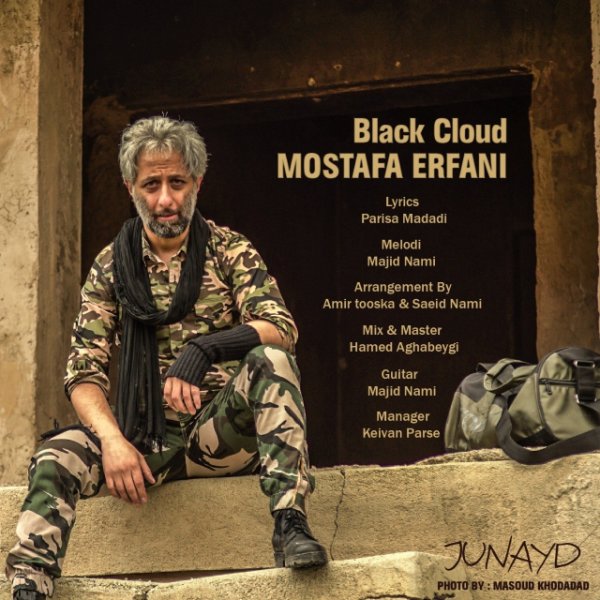 Black Cloud
MOSTAFA ERFANI
Lyrics
Parisa Madadi
Melodi
Majid Nami
Arrangement By
Amir tooska & Saeid Nami
Mix & Master
Hamed Aghabeygi
Guitar
Majid Nami
Manager
Keivan Parse
JUNAYD
PHOTO BY : MASOUD KHODADAD